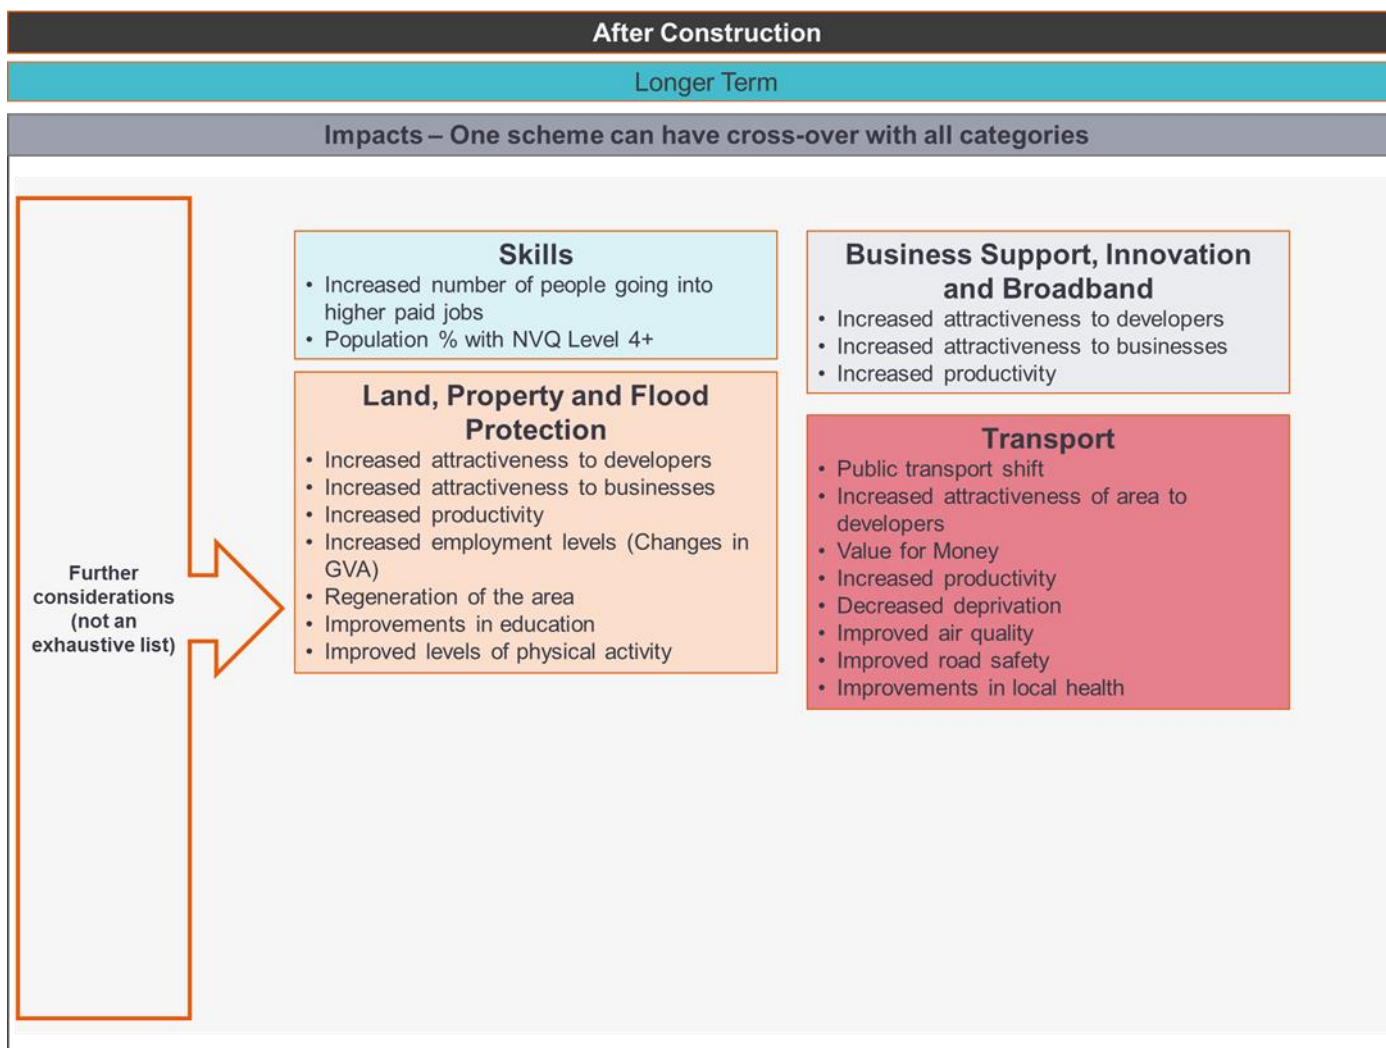 After Construction
Longer Term
Impacts – One scheme can have cross-over with all categories
Further
considerations
(not an
exhaustive list)
Skills
• Increased number of people going into
higher paid jobs
• Population % with NVQ Level 4+
Land, Property and Flood
Protection
• Increased attractiveness to developers
• Increased attractiveness to businesses
• Increased productivity
• Increased employment levels (Changes in
GVA)
• Regeneration of the area
• Improvements in education
• Improved levels of physical activity
Business Support, Innovation
and Broadband
• Increased attractiveness to developers
• Increased attractiveness to businesses
• Increased productivity
Transport
• Public transport shift
• Increased attractiveness of area to
developers
• Value for Money
• Increased productivity
• Decreased deprivation
• Improved air quality
• Improved road safety
• Improvements in local health